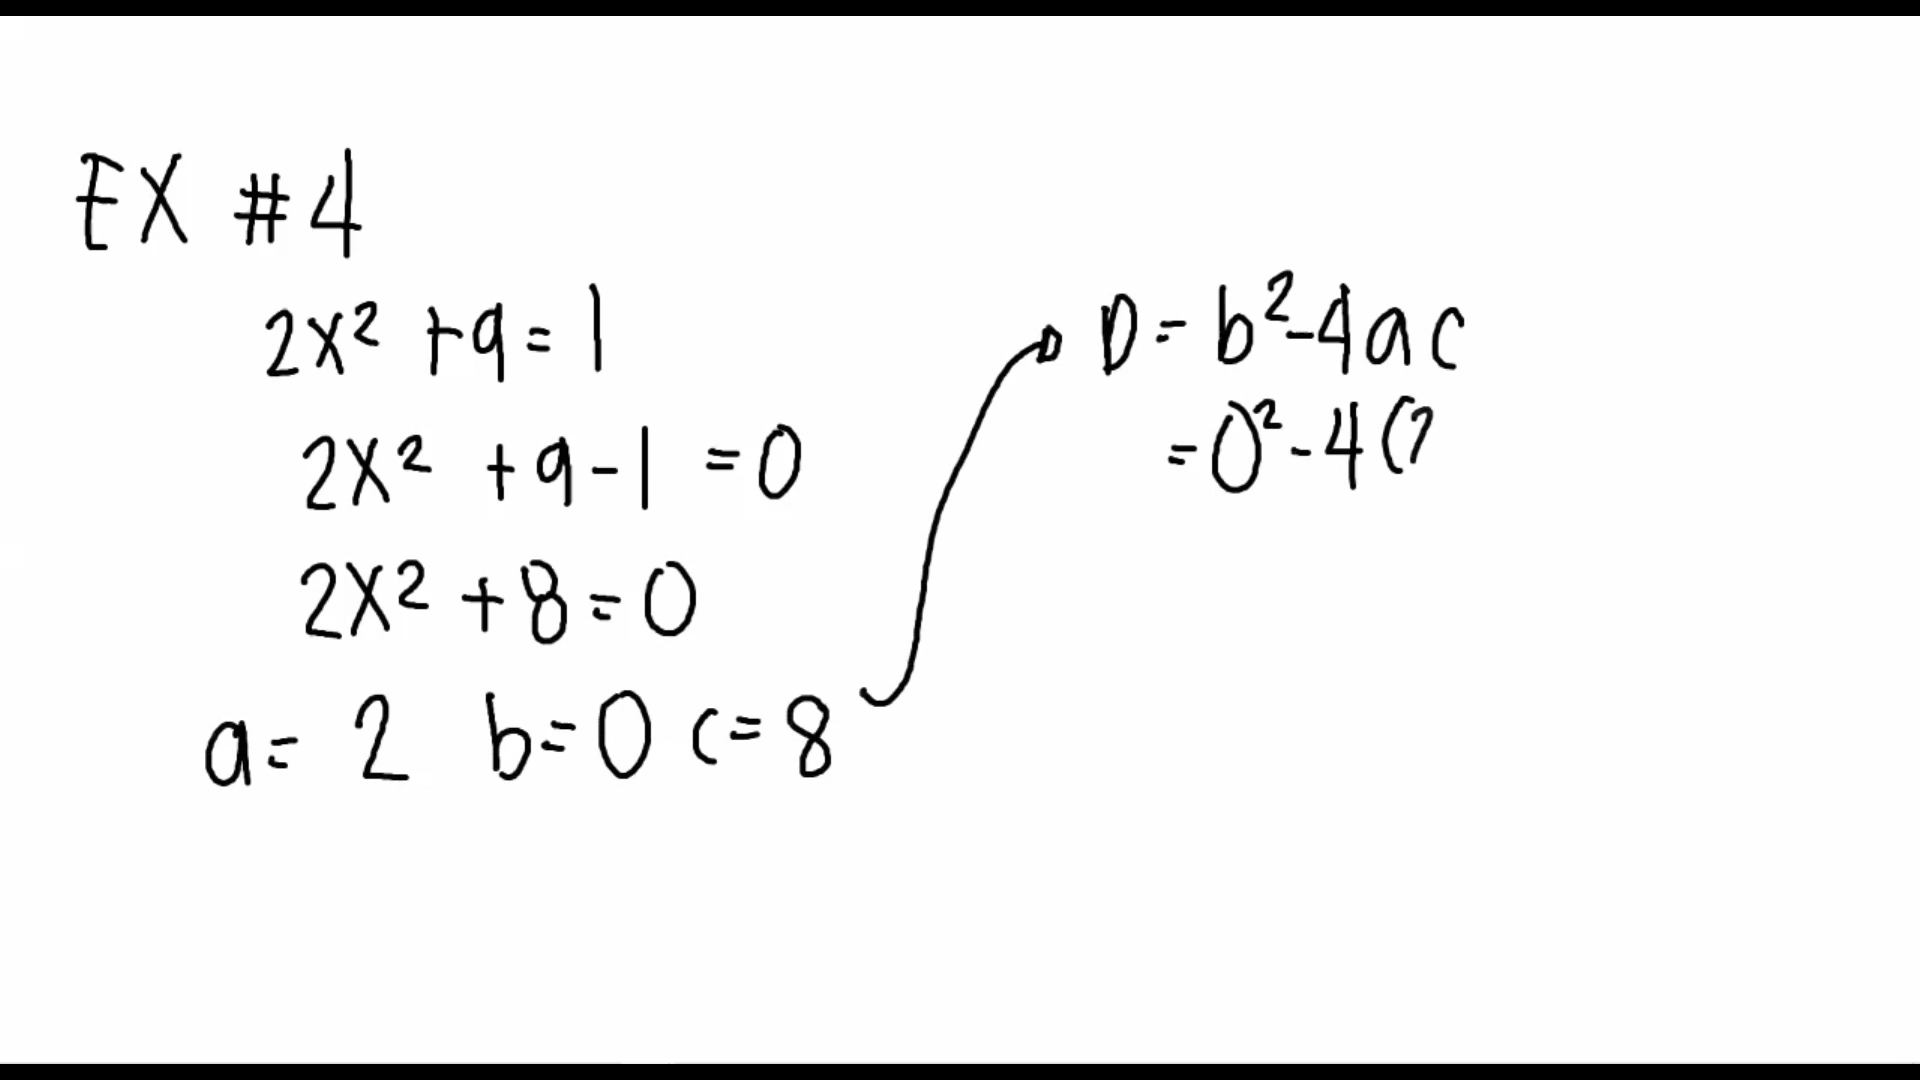 EX #4
2x² + 9 = 1
2x² + 9 - 1 = 0
2x² + 8 = 0
a = 2 b = 0 c = 8
D = b² - 4ac
= 0² - 4(2